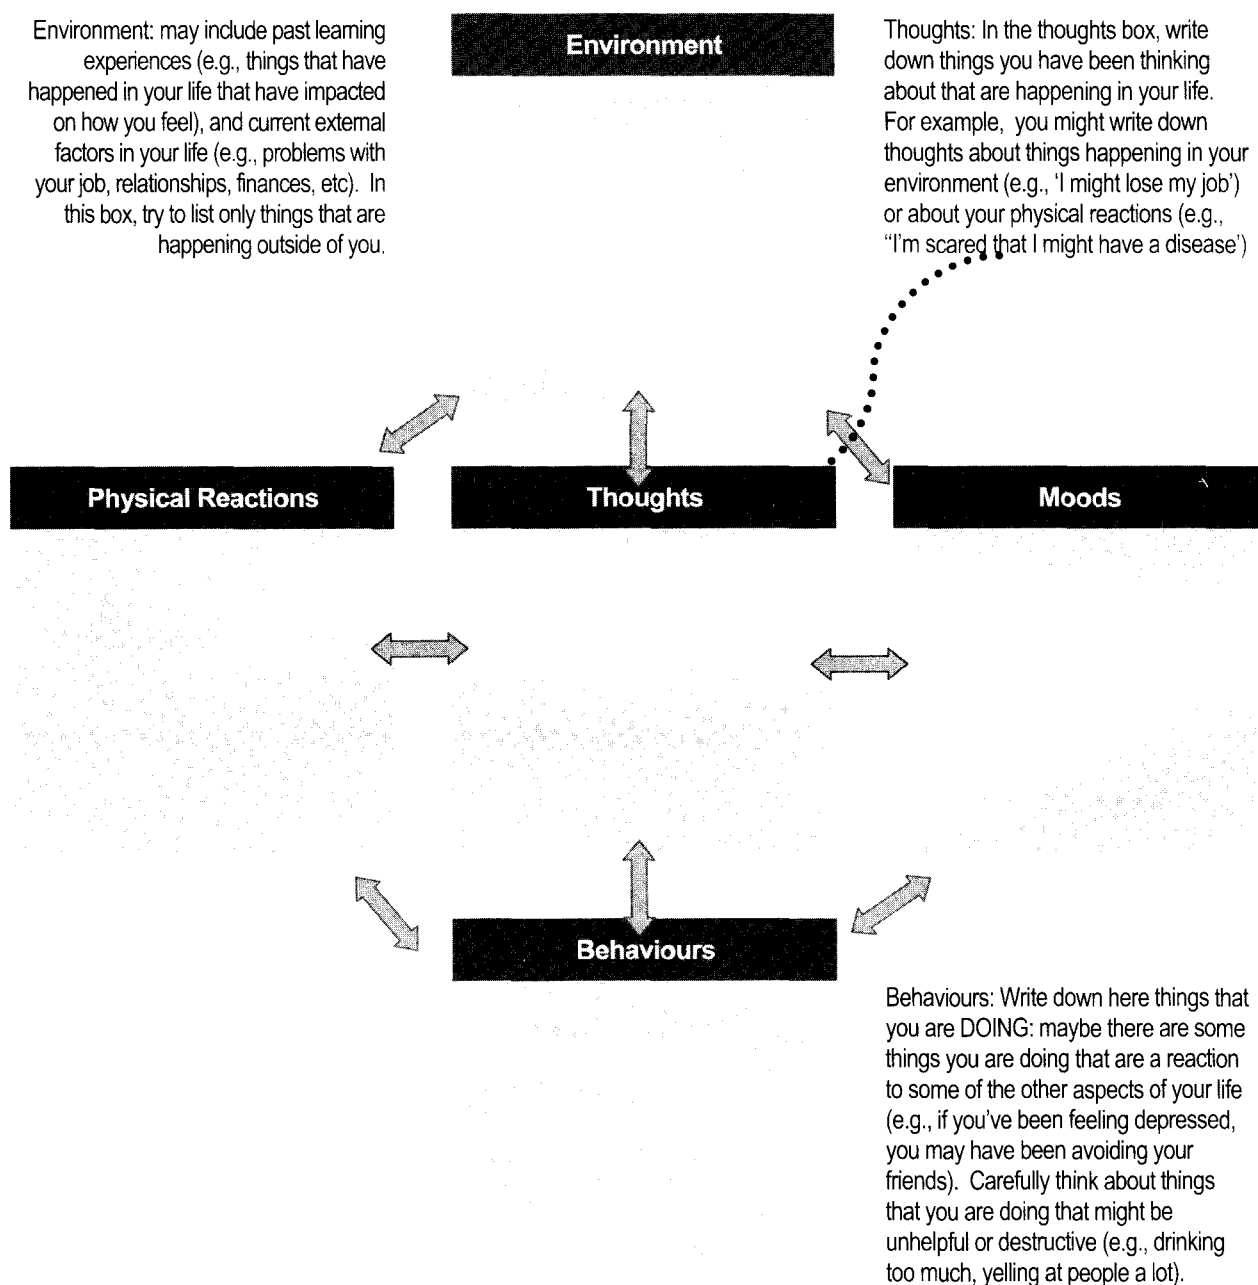 Environment: may include past learning
experiences (e.g., things that have
happened in your life that have impacted
on how you feel), and current external
factors in your life (e.g., problems with
your job, relationships, finances, etc). In
this box, try to list only things that are
happening outside of you.
Environment
Thoughts: In the thoughts box, write
down things you have been thinking
about that are happening in your life.
For example, you might write down
thoughts about things happening in your
environment (e.g., 'I might lose my job')
or about your physical reactions (e.g.,
"I'm scared that I might have a disease')
Physical Reactions
Thoughts
Moods
Behaviours
Behaviours: Write down here things that
you are DOING: maybe there are some
things you are doing that are a reaction
to some of the other aspects of your life
(e.g., if you've been feeling depressed,
you may have been avoiding your
friends). Carefully think about things
that you are doing that might be
unhelpful or destructive (e.g., drinking
too much, yelling at people a lot).